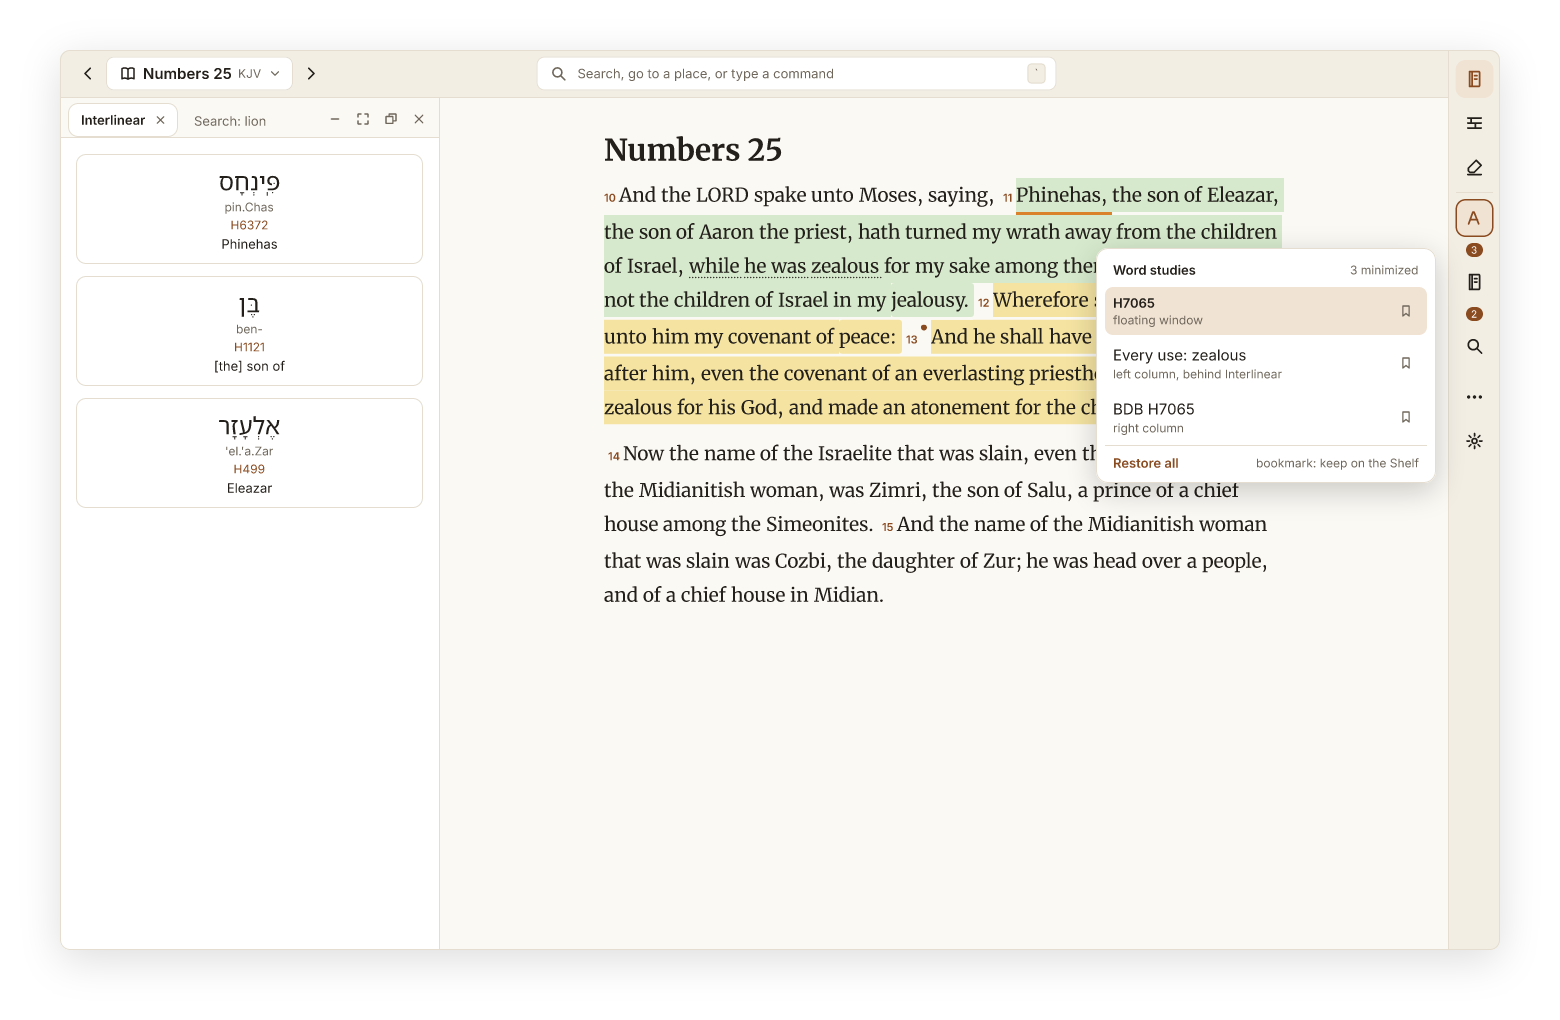 Numbers 25 KJV
Search, go to a place, or type a command
`
Interlinear
Search: lion
פִּֽינְחָ֨ס
pin.Chas
H6372
Phinehas
בֶּן
ben-
H1121
[the] son of
אֶלְעָזָ֜ר
'el.'a.Zar
H499
Eleazar
Numbers 25
10 And the LORD spake unto Moses, saying, 11 Phinehas, the son of Eleazar,
the son of Aaron the priest, hath turned my wrath away from the children
of Israel, while he was zealous for my sake among
not the children of Israel in my jealousy. 12 Wherefore
unto him my covenant of peace: 13 And he shall have
after him, even the covenant of an everlasting
zealous for his God, and made an atonement for the
14 Now the name of the Israelite that was slain, even
the Midianitish woman, was Zimri, the son of Salu, a prince of a chief
house among the Simeonites. 15 And the name of the Midianitish woman
that was slain was Cozbi, the daughter of Zur; he was head over a people,
and of a chief house in Midian.
Word studies
3 minimized
H7065
floating window
Every use: zealous
left column, behind Interlinear
BDB H7065
right column
Restore all
bookmark: keep on the Shelf
A
3
2